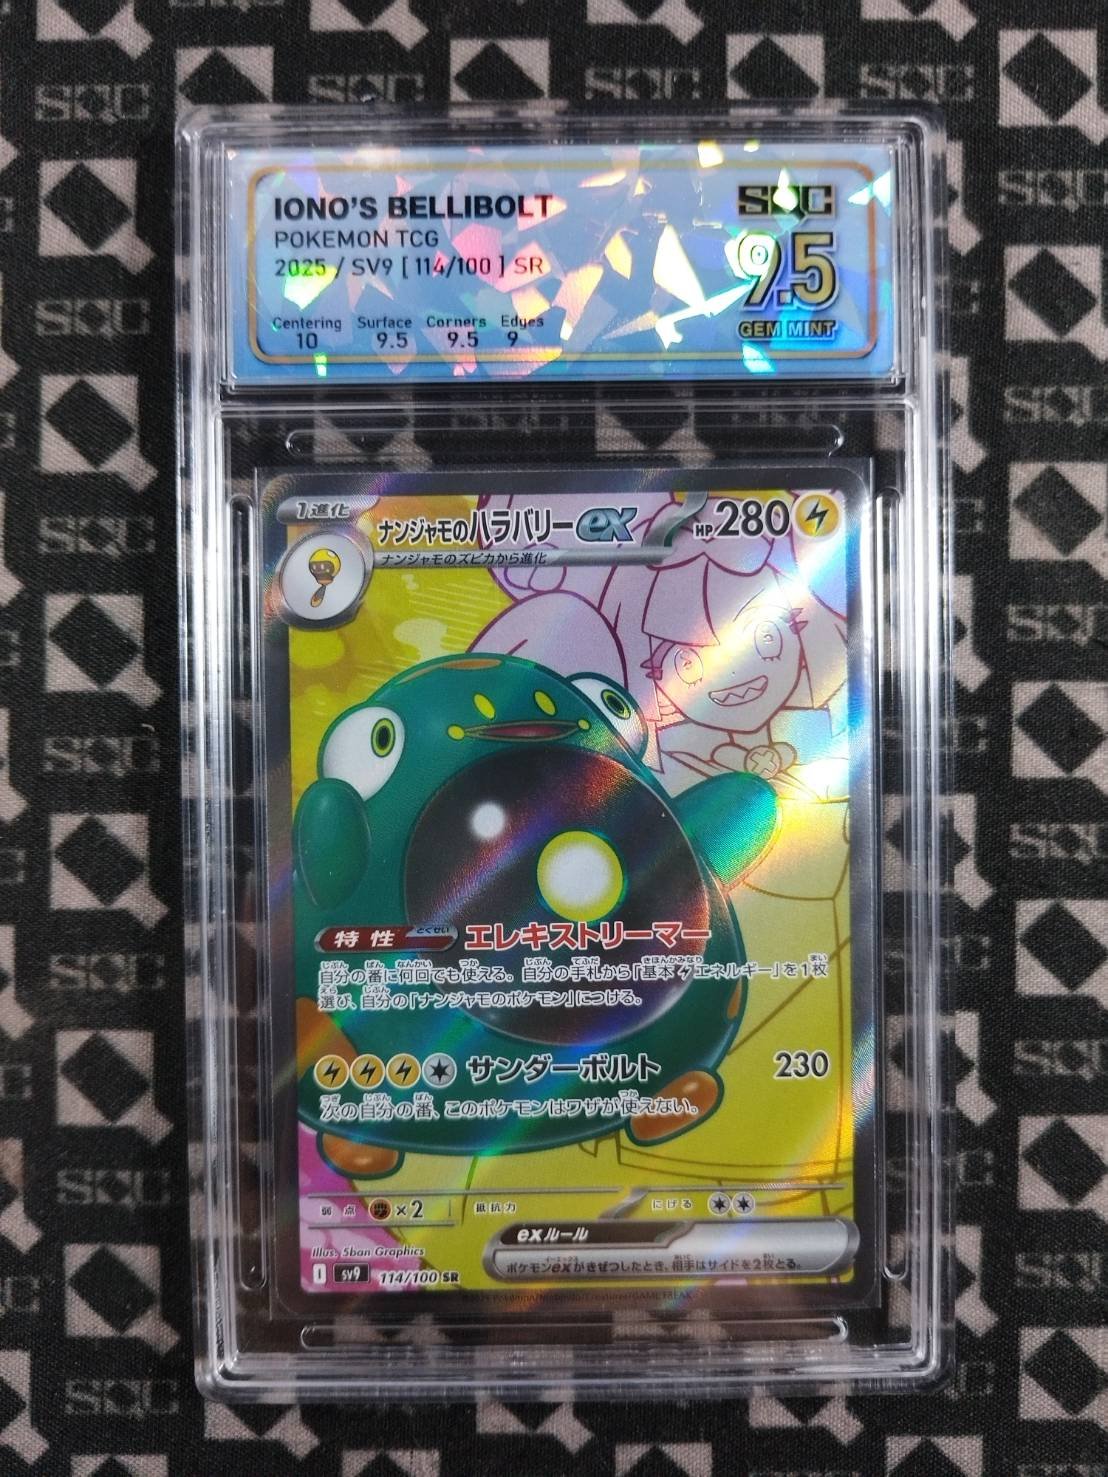 IONO'S BELLIBOLT
POKEMON TCG
2025 / SV9 [ 114/100 ] SR
Centering Surface Corners Edges
10 9.5 9.5 9
SQC
9.5
GEM MINT
1進化
ナンジャモのハラバリーex
HP280
ナンジャモのズピカから進化
特性 とくせい エレキストリーマー
自分の番に何回でも使える。自分の手札から「基本エネルギー」を1枚
選び、自分の「ナンジャモのポケモン」につける。
サンダーボルト 230
次の自分の番、このポケモンはワザが使えない。
弱点 ×2 抵抗力 にげる
exルール
ポケモンexがきぜつしたとき、相手はサイドを2枚とる。
Illus. 5ban Graphics
I SV9 114/100 SR